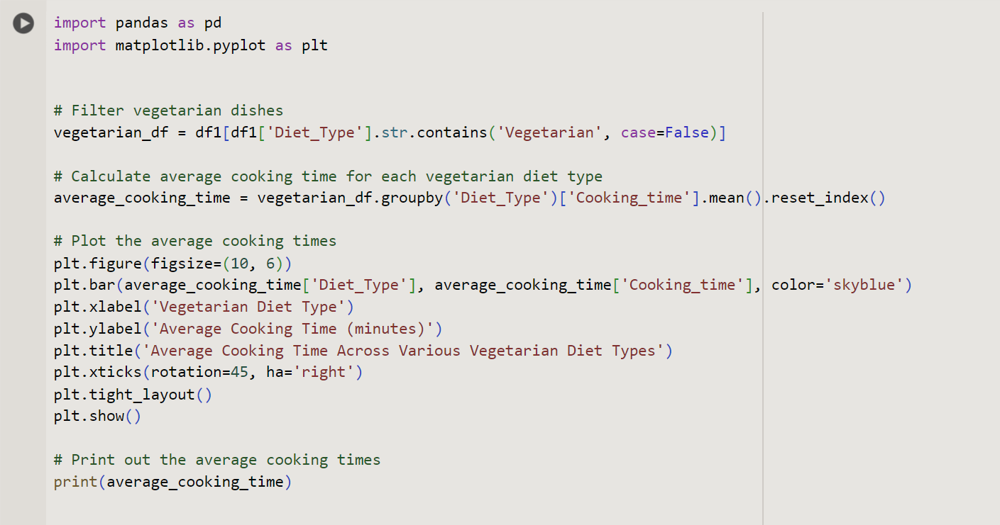 import pandas as pd
import matplotlib.pyplot as plt
# Filter vegetarian dishes
vegetarian_df = df1[df1['Diet_Type'].str.contains('Vegetarian', case=False)]
# Calculate average cooking time for each vegetarian diet type
average_cooking_time = vegetarian_df.groupby('Diet_Type')['Cooking_time'].mean().reset_index()
# Plot the average cooking times
plt.figure(figsize=(10, 6))
plt.bar(average_cooking_time['Diet_Type'], average_cooking_time['Cooking_time'], color='skyblue')
plt.xlabel('Vegetarian Diet Type')
plt.ylabel('Average Cooking Time (minutes)')
plt.title('Average Cooking Time Across Various Vegetarian Diet Types')
plt.xticks(rotation=45, ha='right')
plt.tight_layout()
plt.show()
# Print out the average cooking times
print(average_cooking_time)